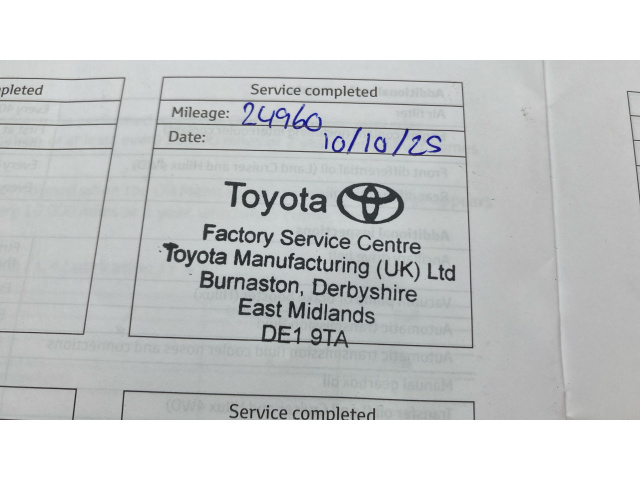 pleted
Service completed
Mileage: 24960
Date: 10/10/25
Toyota
Factory Service Centre
Toyota Manufacturing (UK) Ltd
Burnaston, Derbyshire
East Midlands
DE1 9TA
Service completed